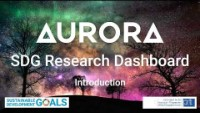 AURORA
SDG Research Dashboard
Introduction
SUSTAINABLE
DEVELOPMENT
GOALS